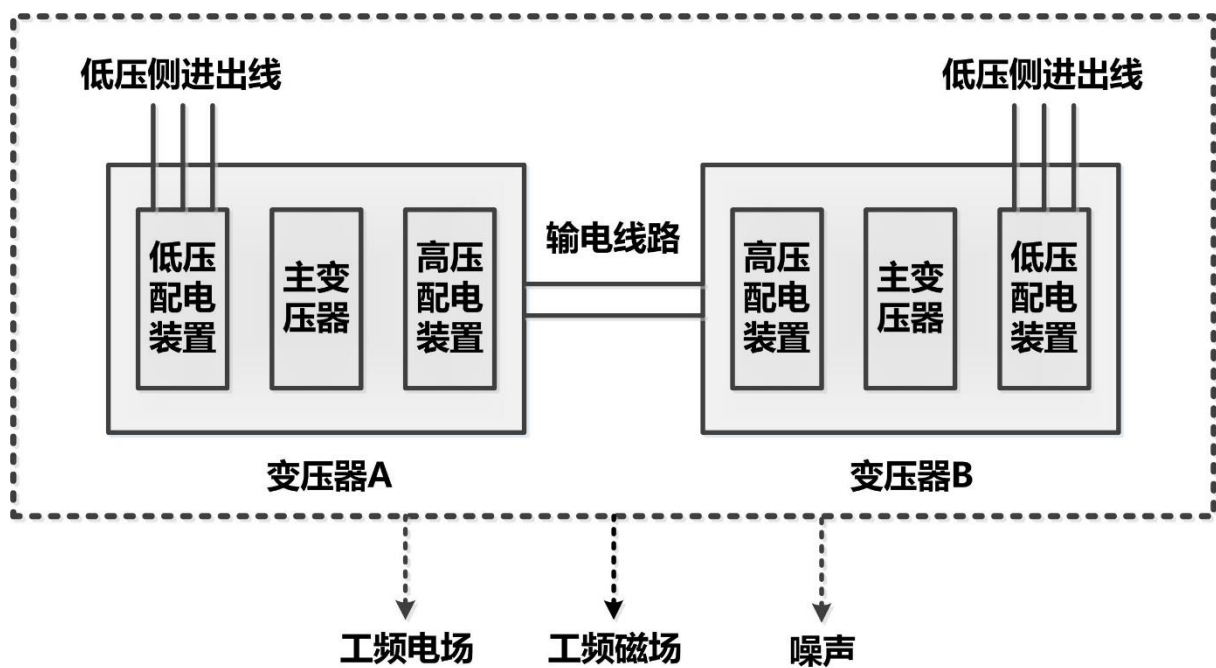 低压侧进出线
低压侧进出线
低压
配电
装置
主变
压器
高压
配电
装置
输电线路
高压
配电
装置
主变
压器
低压
配电
装置
变压器A
变压器B
工频电场
工频磁场
噪声